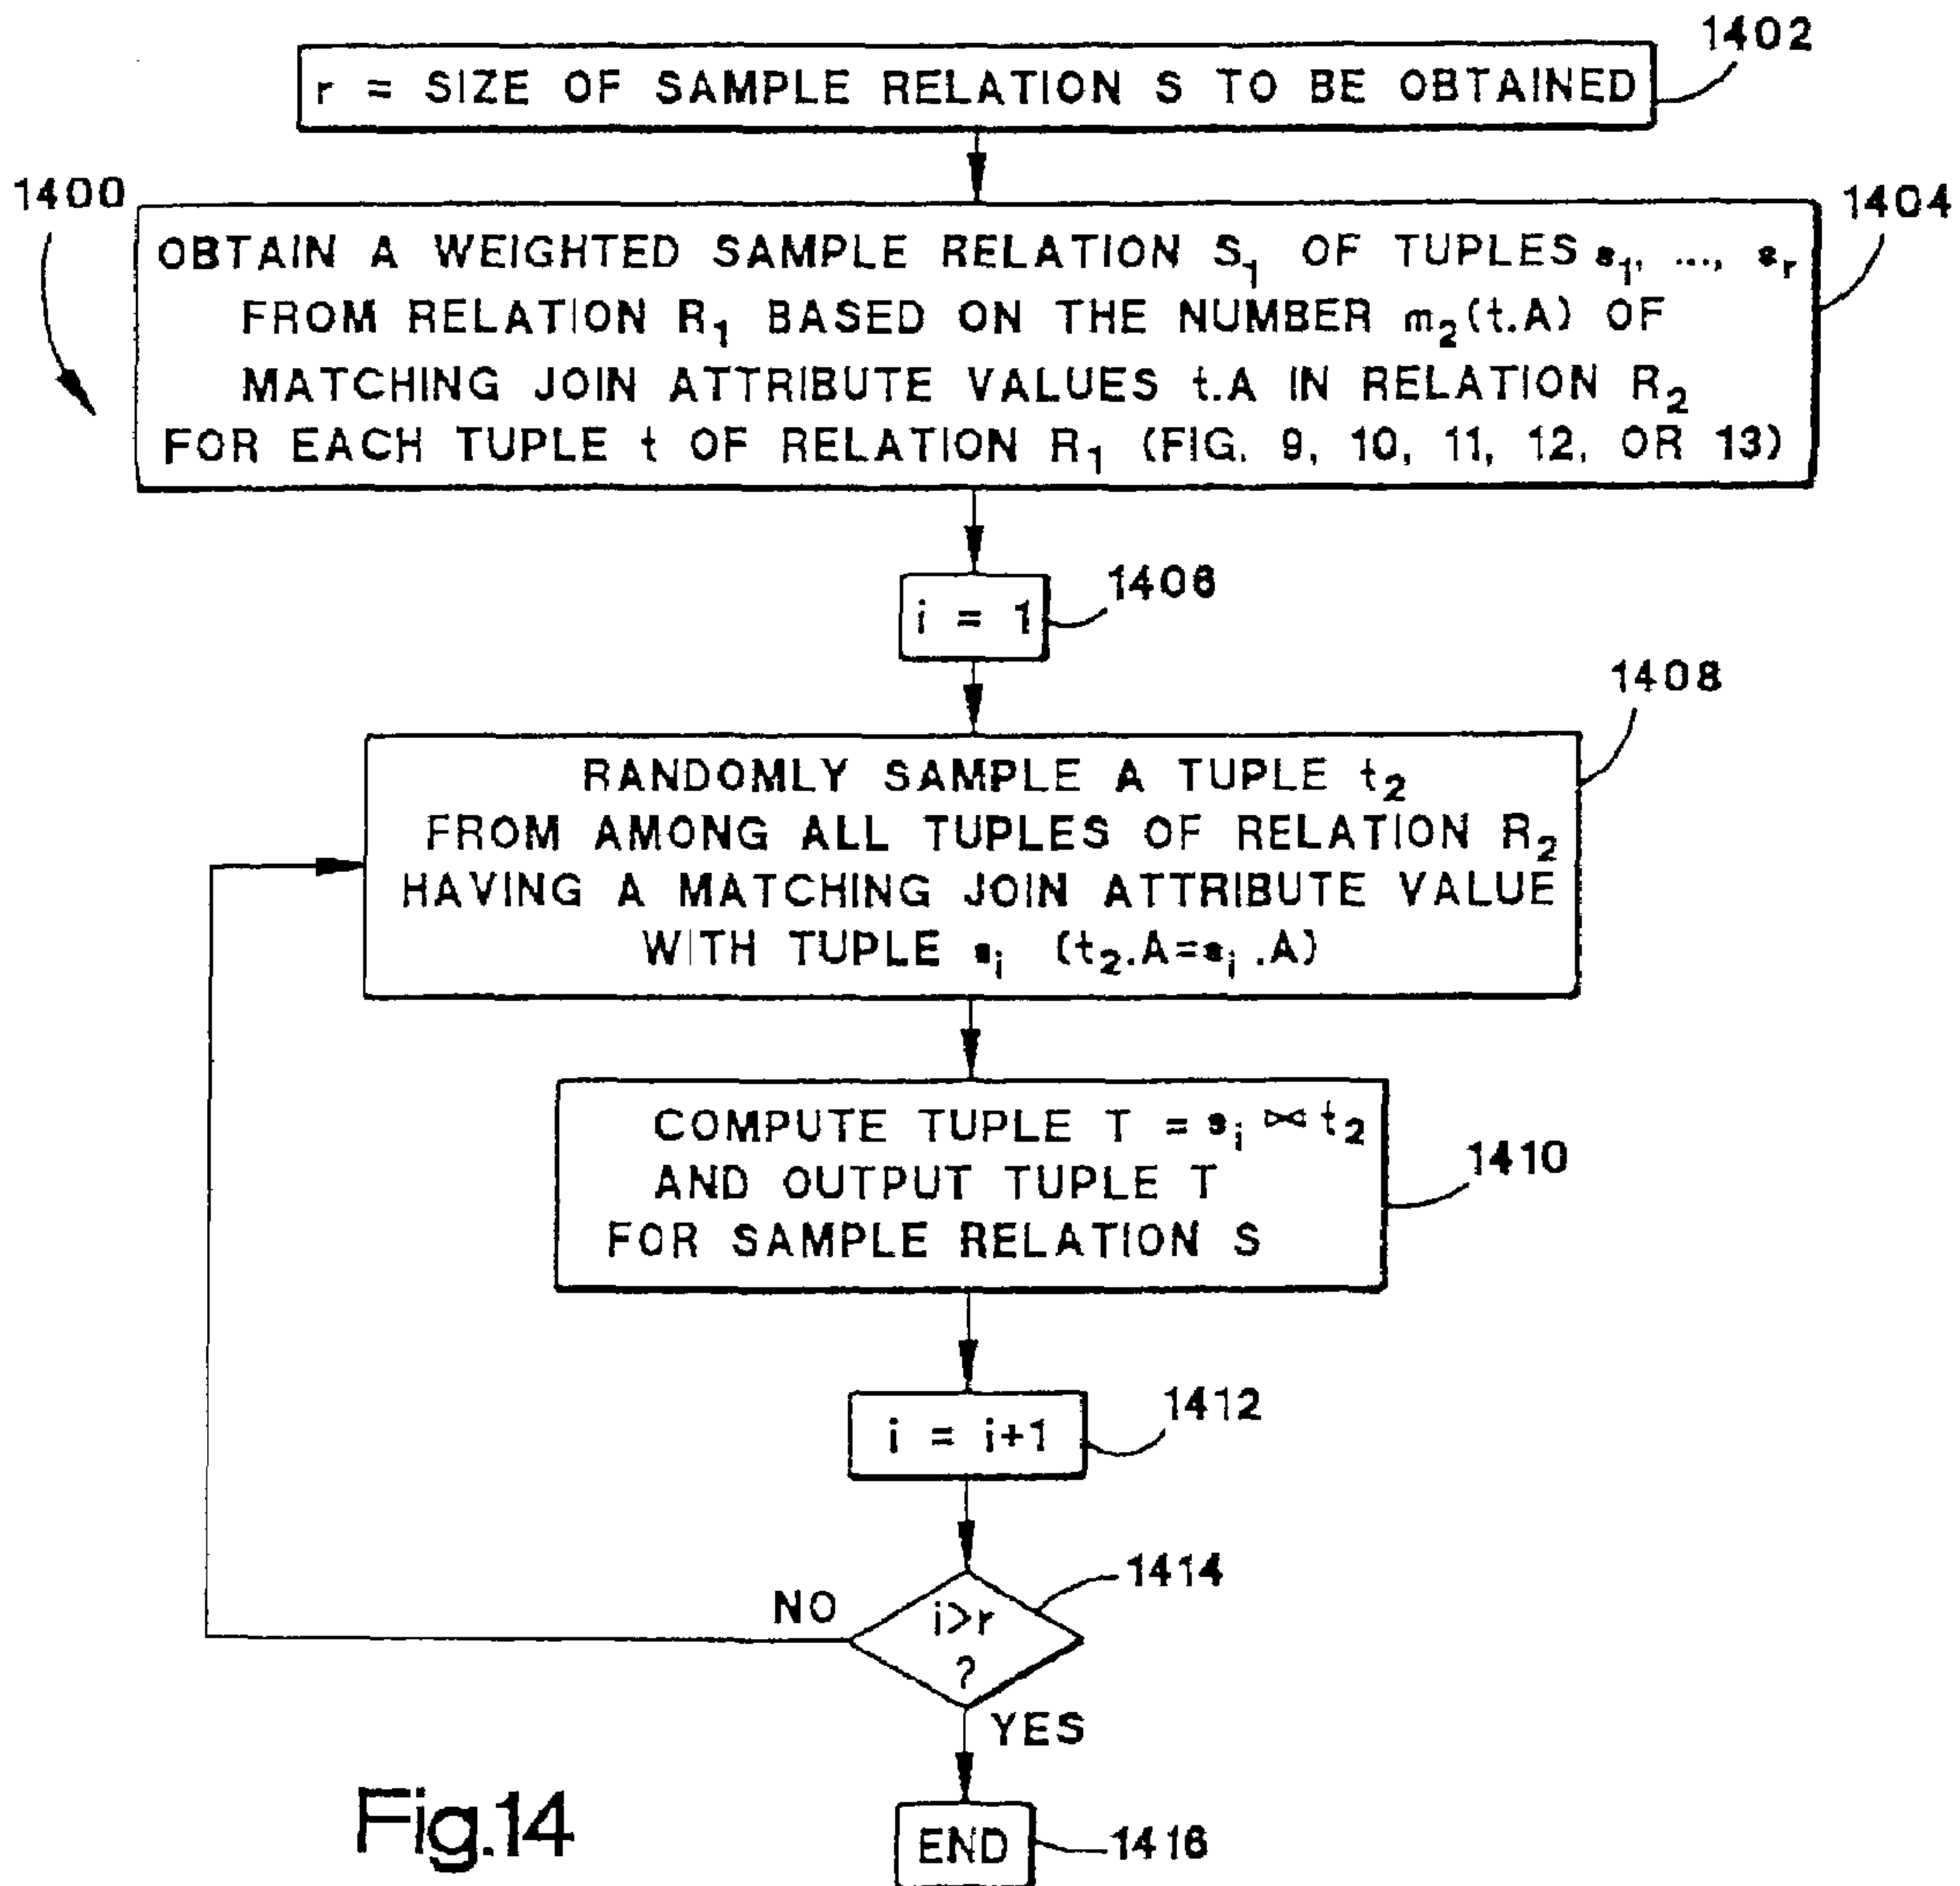 1402
r = SIZE OF SAMPLE RELATION S TO BE OBTAINED
1400
1404
OBTAIN A WEIGHTED SAMPLE RELATION S₁ OF TUPLES s₁, ..., sᵣ
FROM RELATION R₁ BASED ON THE NUMBER m₂(t.A) OF
MATCHING JOIN ATTRIBUTE VALUES t.A IN RELATION R₂
FOR EACH TUPLE t OF RELATION R₁ (FIG. 9, 10, 11, 12, OR 13)
1406
i = 1
1408
RANDOMLY SAMPLE A TUPLE t₂
FROM AMONG ALL TUPLES OF RELATION R₂
HAVING A MATCHING JOIN ATTRIBUTE VALUE
WITH TUPLE sᵢ (t₂.A=sᵢ.A)
COMPUTE TUPLE T = sᵢ ⋈ t₂
AND OUTPUT TUPLE T
FOR SAMPLE RELATION S
1410
1412
i = i+1
1414
NO
i>r
?
YES
END
1416
Fig.14